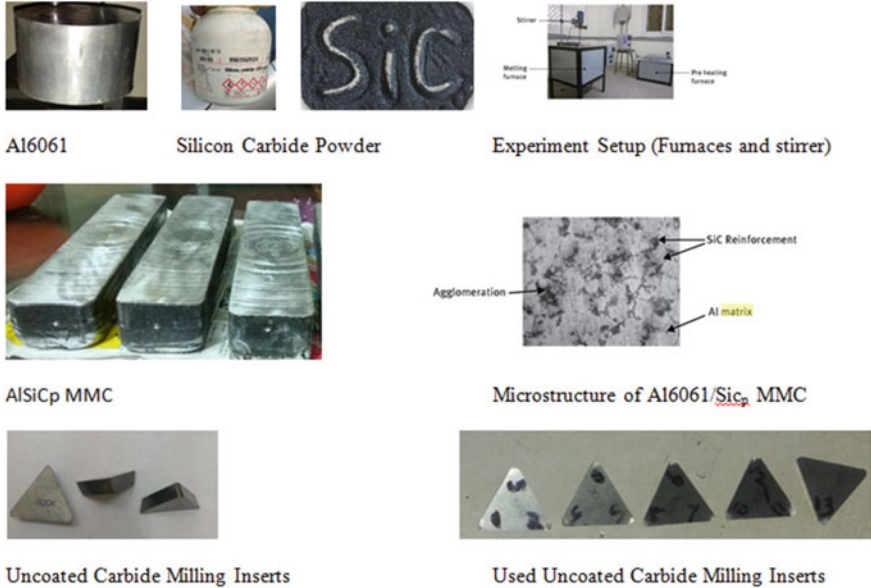 SiC
Stirrer
Melting
furnace
Pre heating
furnace
Al6061
Silicon Carbide Powder
Experiment Setup (Furnaces and stirrer)
SiC Reinforcement
Agglomeration
Al matrix
AlSiCp MMC
Microstructure of Al6061/Sicp MMC
Uncoated Carbide Milling Inserts
Used Uncoated Carbide Milling Inserts